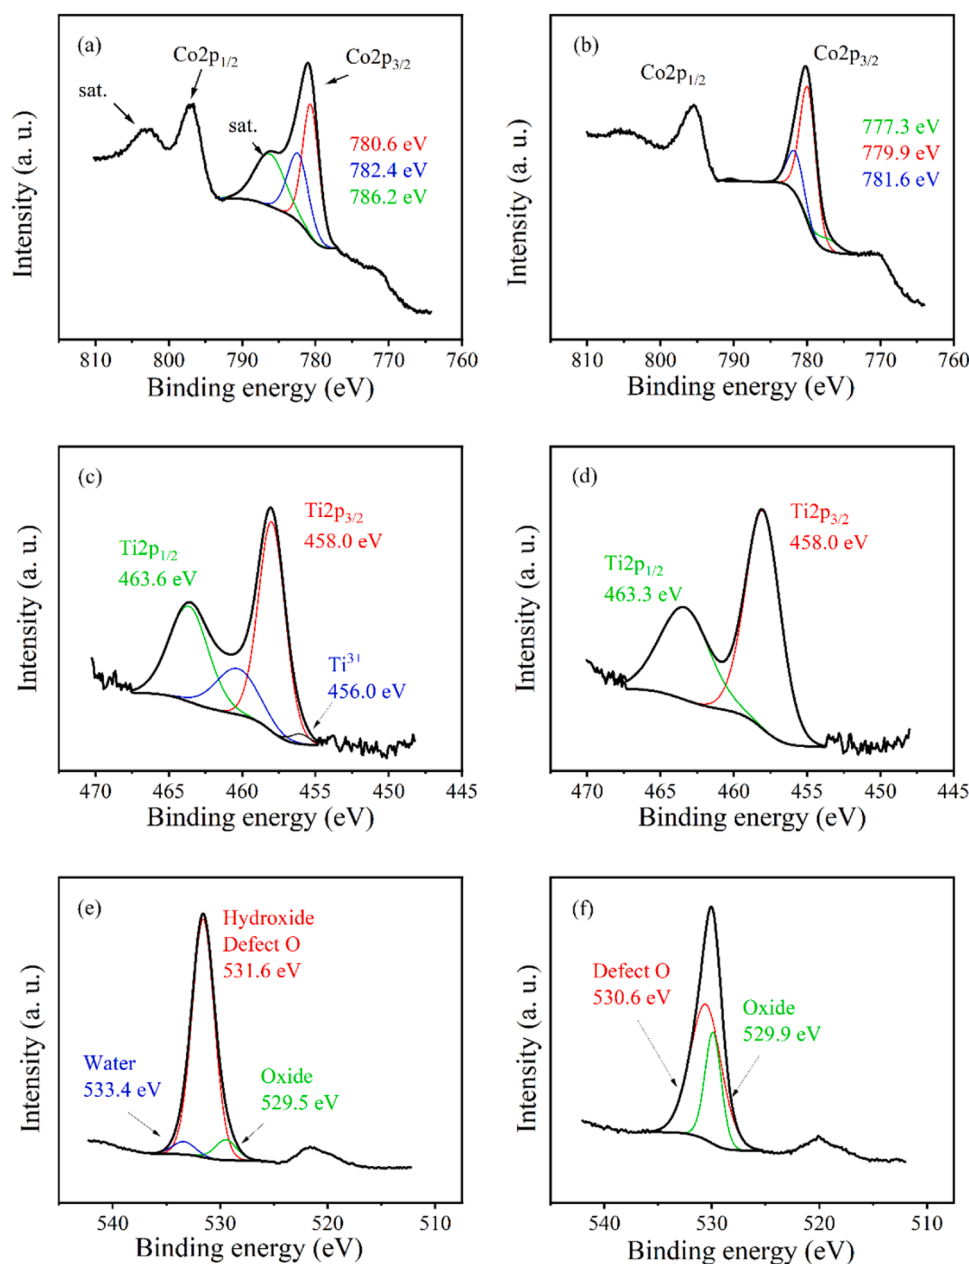 (a)
Co2p1/2
Co2p3/2
sat.
sat.
780.6 eV
782.4 eV
786.2 eV
Intensity (a. u.)
810 800 790 780 770 760
Binding energy (eV)
(b)
Co2p1/2
Co2p3/2
777.3 eV
779.9 eV
781.6 eV
Intensity (a. u.)
810 800 790 780 770 760
Binding energy (eV)
(c)
Ti2p3/2
458.0 eV
Ti2p1/2
463.6 eV
Ti3+
456.0 eV
Intensity (a. u.)
470 465 460 455 450 445
Binding energy (eV)
(d)
Ti2p3/2
458.0 eV
Ti2p1/2
463.3 eV
Intensity (a. u.)
470 465 460 455 450 445
Binding energy (eV)
(e)
Hydroxide
Defect O
531.6 eV
Water
533.4 eV
Oxide
529.5 eV
Intensity (a. u.)
540 530 520 510
Binding energy (eV)
(f)
Defect O
530.6 eV
Oxide
529.9 eV
Intensity (a. u.)
540 530 520 510
Binding energy (eV)